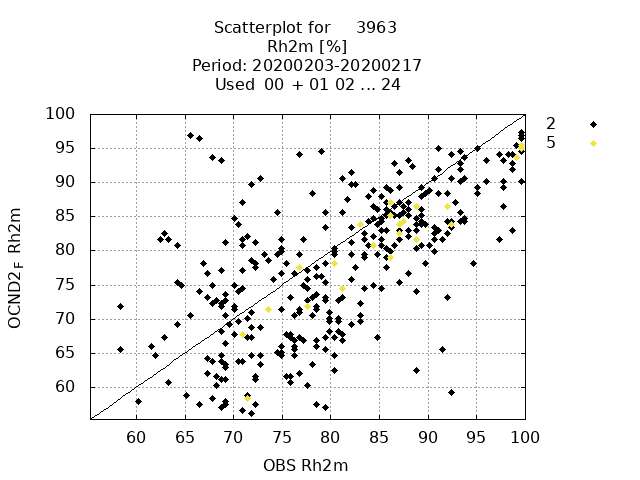 Scatterplot for 3963
Rh2m [%]
Period: 20200203-20200217
Used 00 + 01 02 ... 24
100
95
90
85
80
75
70
65
60
OCND2 F Rh2m
60 65 70 75 80 85 90 95 100
OBS Rh2m
2
5